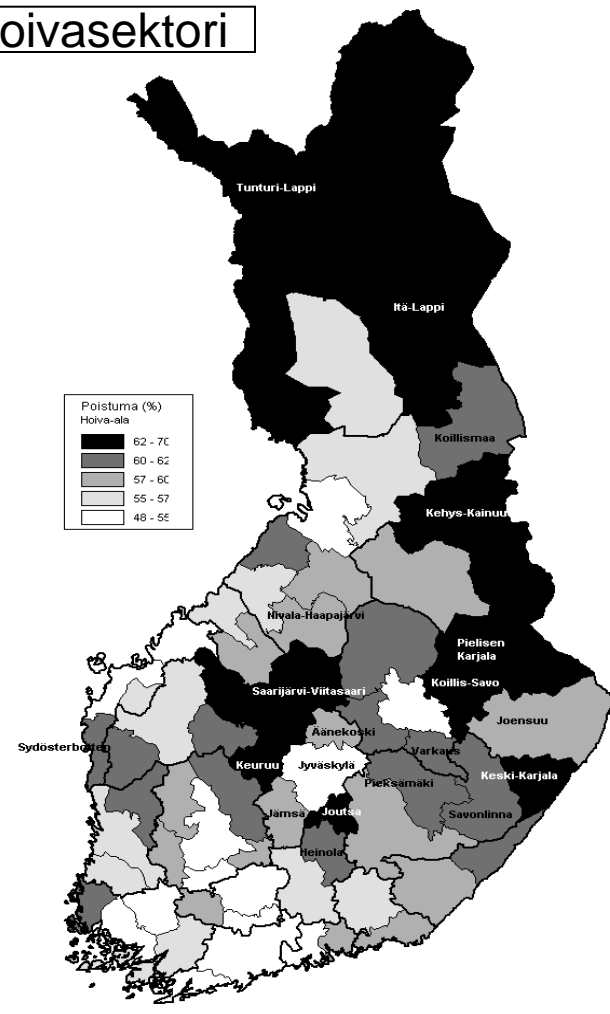 oivasektori
Tunturi-Lappi
Itä-Lappi
Poistuma (%)
Hoiva-ala
62 - 70
60 - 62
57 - 60
55 - 57
48 - 55
Koillismaa
Kehys-Kainuu
Nivala-Haapajärvi
Pielisen
Karjala
Koillis-Savo
Saarijärvi-Viitasaari
Joensuu
Äänekoski
Sydösterbotten
Varkaus
Keuruu
Jyväskylä
Keski-Karjala
Pieksämäki
Jämsä
Joutsa
Savonlinna
Heinola